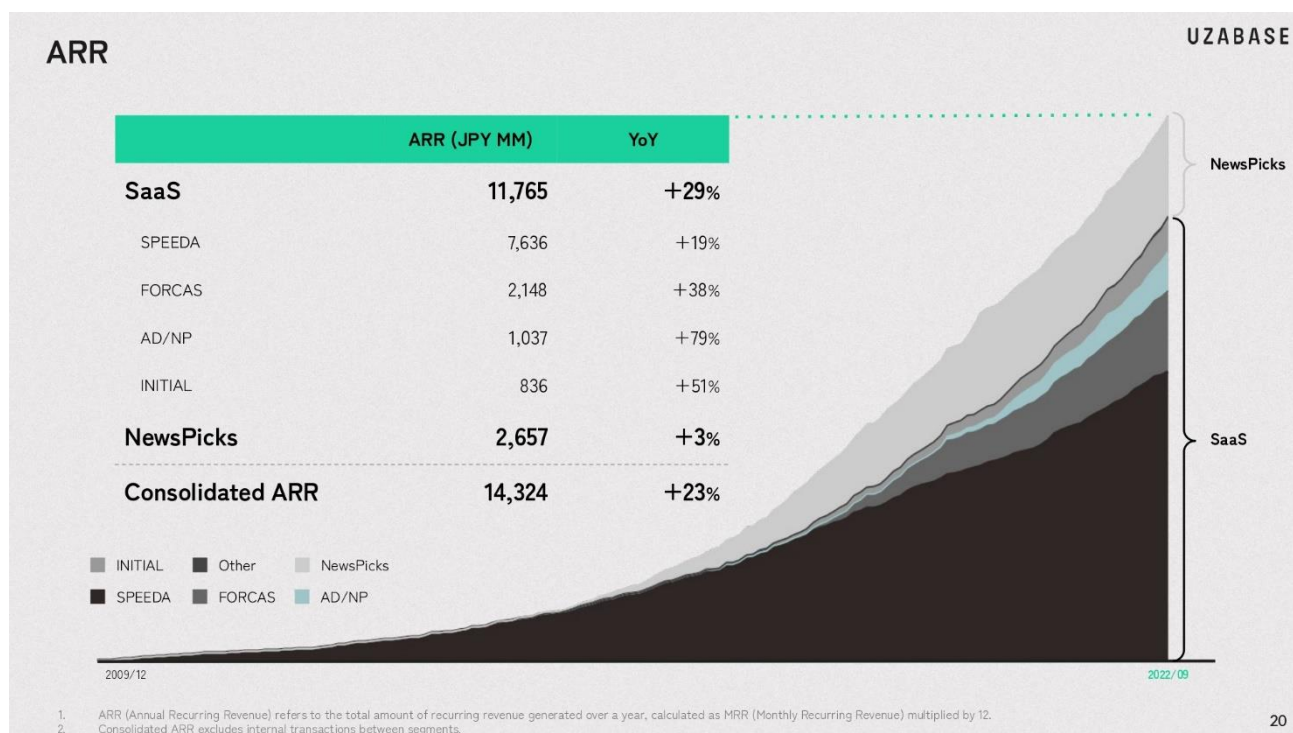 ARR
UZABASE
ARR (JPY MM) YoY
SaaS 11,765 +29%
SPEEDA 7,636 +19%
FORCAS 2,148 +38%
AD/NP 1,037 +79%
INITIAL 836 +51%
NewsPicks 2,657 +3%
Consolidated ARR 14,324 +23%
NewsPicks
SaaS
INITIAL Other NewsPicks
SPEEDA FORCAS AD/NP
2009/12
2022/09
1. ARR (Annual Recurring Revenue) refers to the total amount of recurring revenue generated over a year, calculated as MRR (Monthly Recurring Revenue) multiplied by 12.
2. Consolidated ARR excludes internal transactions between segments.
20